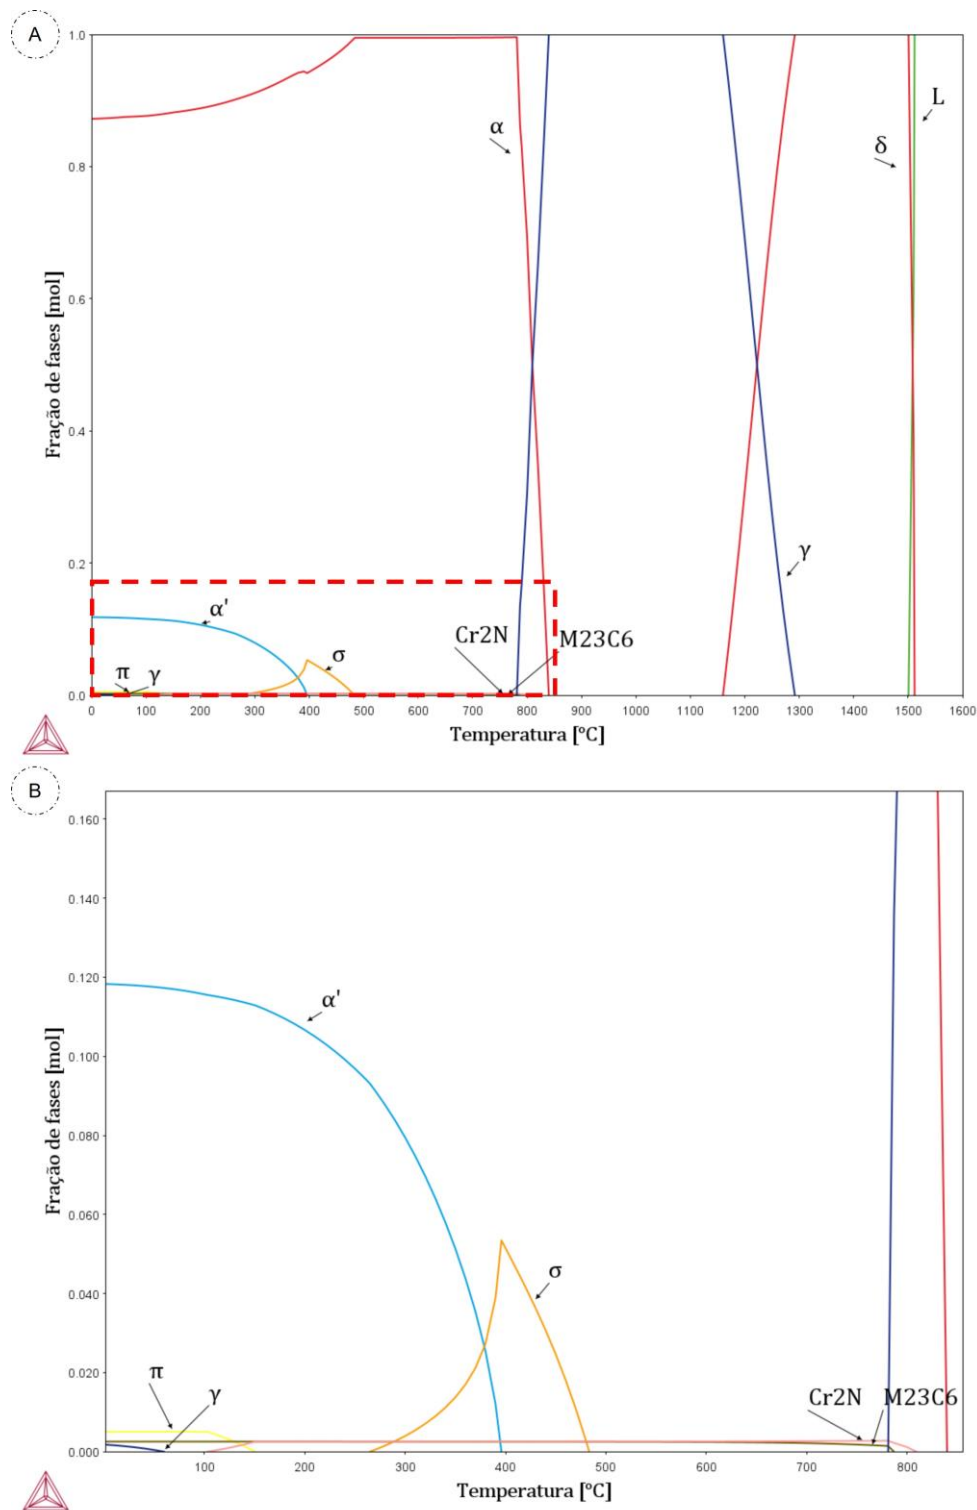 A
1.0
0.8
0.6
0.4
0.2
0.0
Fração de fases [mol]
α
L
δ
γ
α'
σ
Cr2N
M23C6
π
γ
0
100
200
300
400
500
600
700
800
900
1000
1100
1200
1300
1400
1500
1600
Temperatura [°C]
B
0.160
0.140
0.120
0.100
0.080
0.060
0.040
0.020
0.000
Fração de fases [mol]
α'
σ
π
γ
Cr2N
M23C6
100
200
300
400
500
600
700
800
Temperatura [°C]